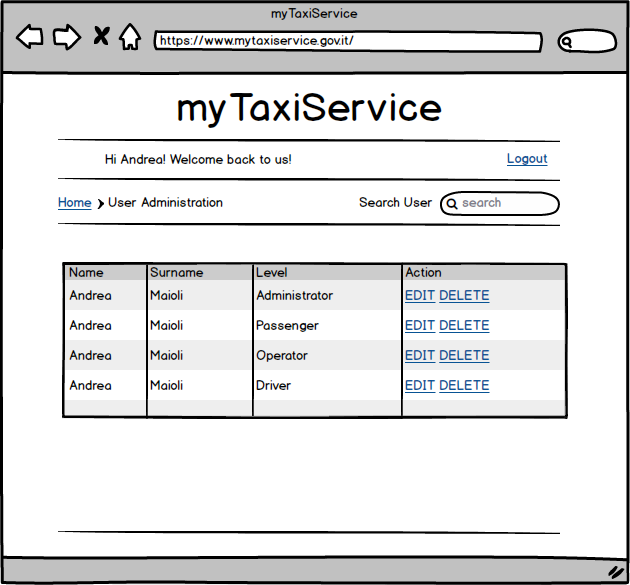 myTaxiService
https://www.mytaxiservice.gov.it/
myTaxiService
Hi Andrea! Welcome back to us! Logout
Home User Administration Search User search
Name Surname Level Action
Andrea Maioli Administrator EDIT DELETE
Andrea Maioli Passenger EDIT DELETE
Andrea Maioli Operator EDIT DELETE
Andrea Maioli Driver EDIT DELETE